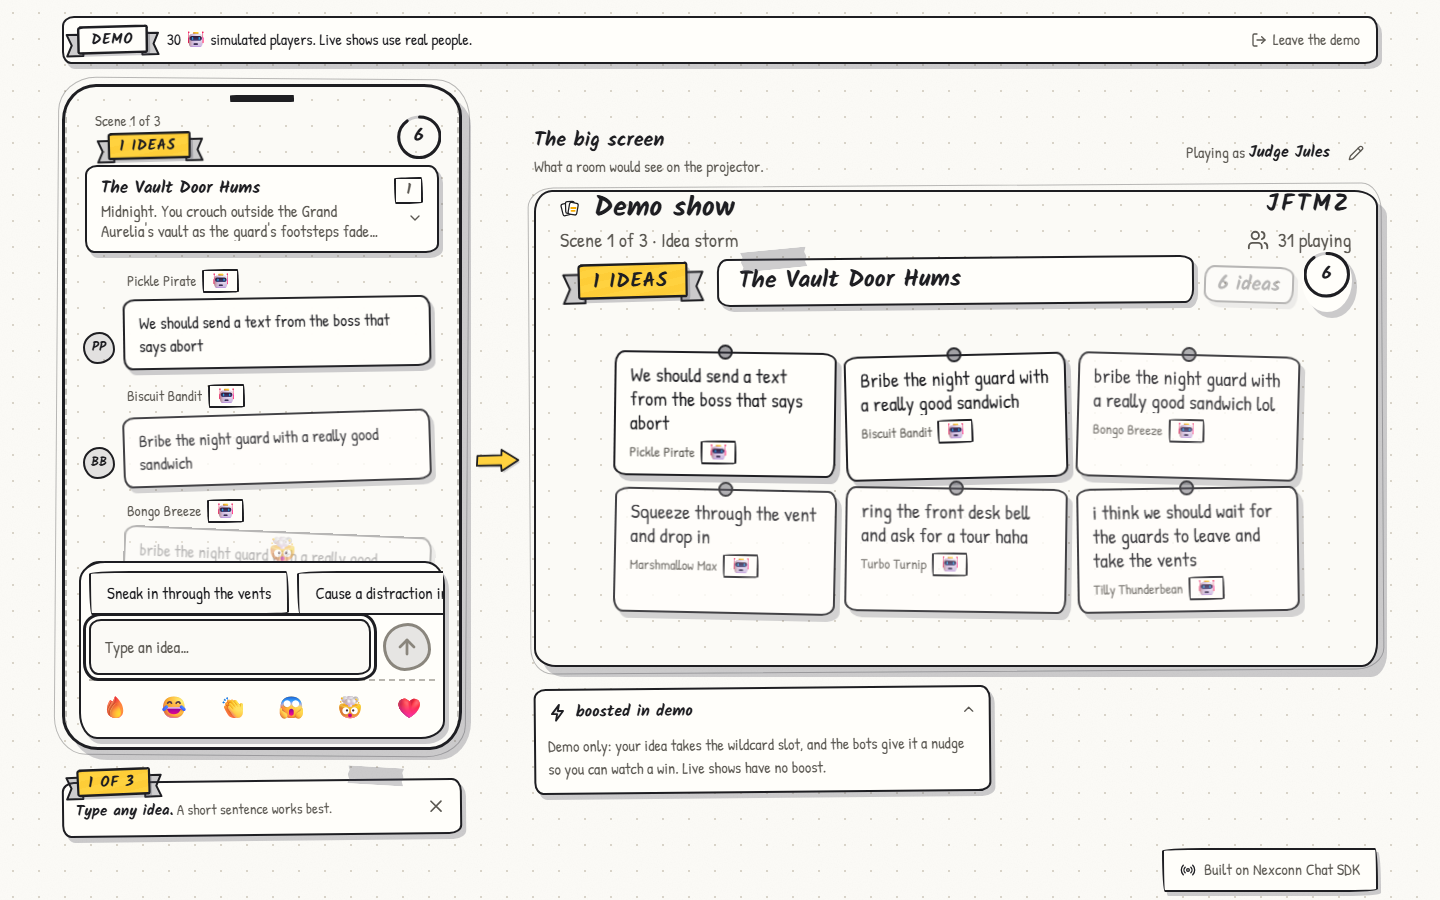 DEMO
30 simulated players. Live shows use real people.
Leave the demo
Scene 1 of 3
1 IDEAS
6
The Vault Door Hums
1
Midnight. You crouch outside the Grand
Aurelia's vault as the guard's footsteps fade...
Pickle Pirate
We should send a text from the boss that
says abort
PP
Biscuit Bandit
Bribe the night guard with a really good
sandwich
BB
Bongo Breeze
bribe the night guard with a really good
Sneak in through the vents
Cause a distraction in
Type an idea...
1 OF 3
Type any idea. A short sentence works best.
The big screen
What a room would see on the projector.
Playing as Judge Jules
Demo show
JFTMZ
Scene 1 of 3 · Idea storm
31 playing
1 IDEAS
The Vault Door Hums
6 ideas
6
We should send a text
from the boss that says
abort
Pickle Pirate
Bribe the night guard with
a really good sandwich
Biscuit Bandit
bribe the night guard with
a really good sandwich lol
Bongo Breeze
Squeeze through the vent
and drop in
Marshmallow Max
ring the front desk bell
and ask for a tour haha
Turbo Turnip
i think we should wait for
the guards to leave and
take the vents
Tilly Thunderbean
boosted in demo
Demo only: your idea takes the wildcard slot, and the bots give it a nudge
so you can watch a win. Live shows have no boost.
Built on Nexconn Chat SDK